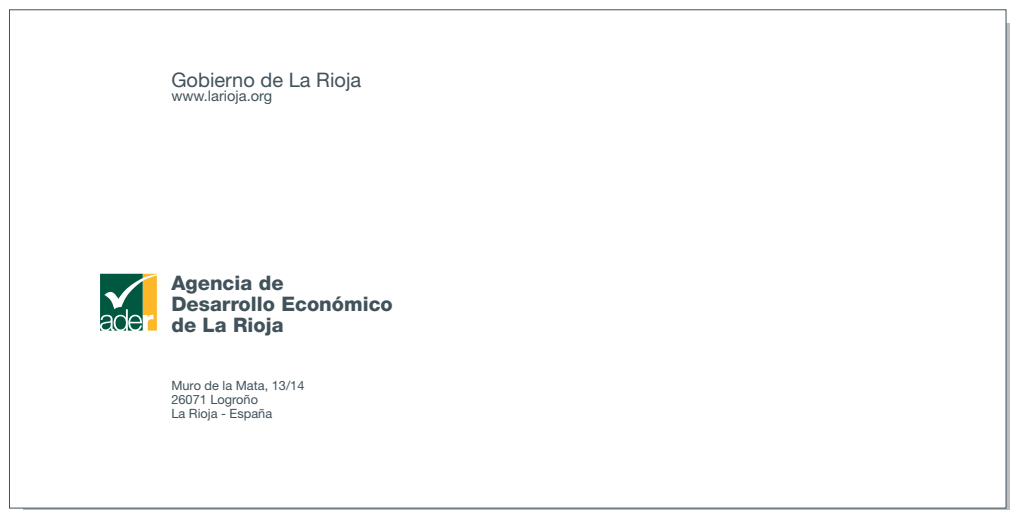 Gobierno de La Rioja
www.larioja.org
ader
Agencia de
Desarrollo Económico
de La Rioja
Muro de la Mata, 13/14
26071 Logroño
La Rioja - España